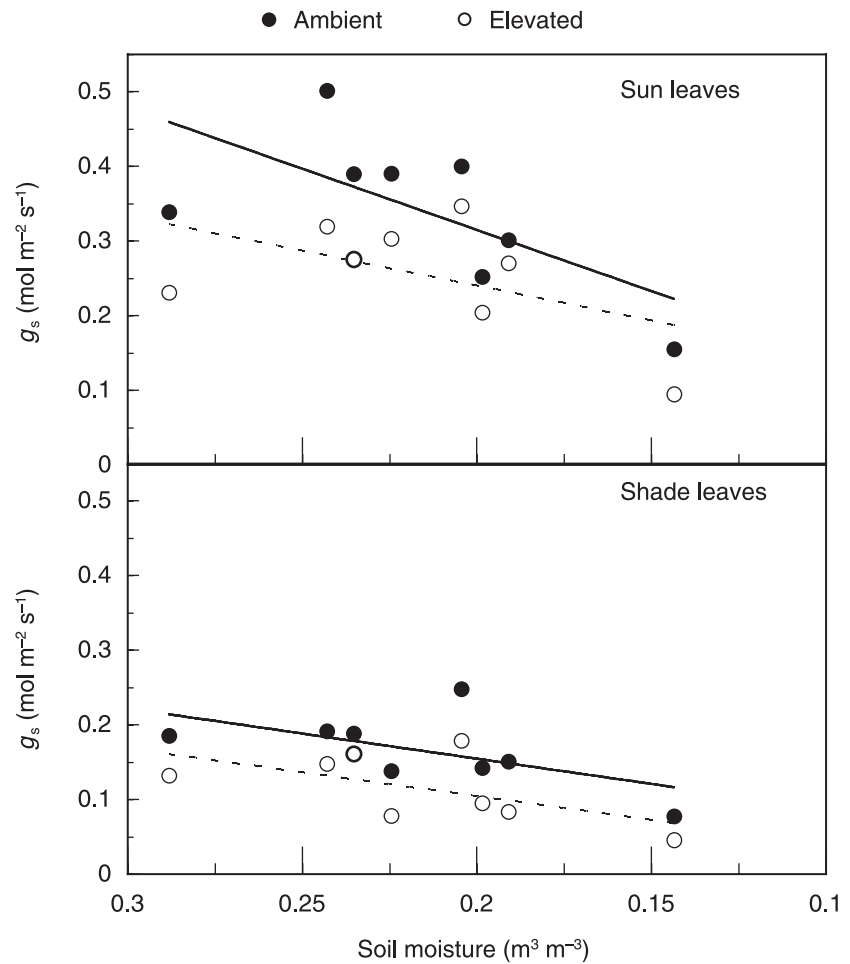 Ambient Elevated
Sun leaves
0.5
0.4
0.3
0.2
0.1
0
gs (mol m–2 s–1)
Shade leaves
0.5
0.4
0.3
0.2
0.1
0
gs (mol m–2 s–1)
0.3 0.25 0.2 0.15 0.1
Soil moisture (m3 m–3)